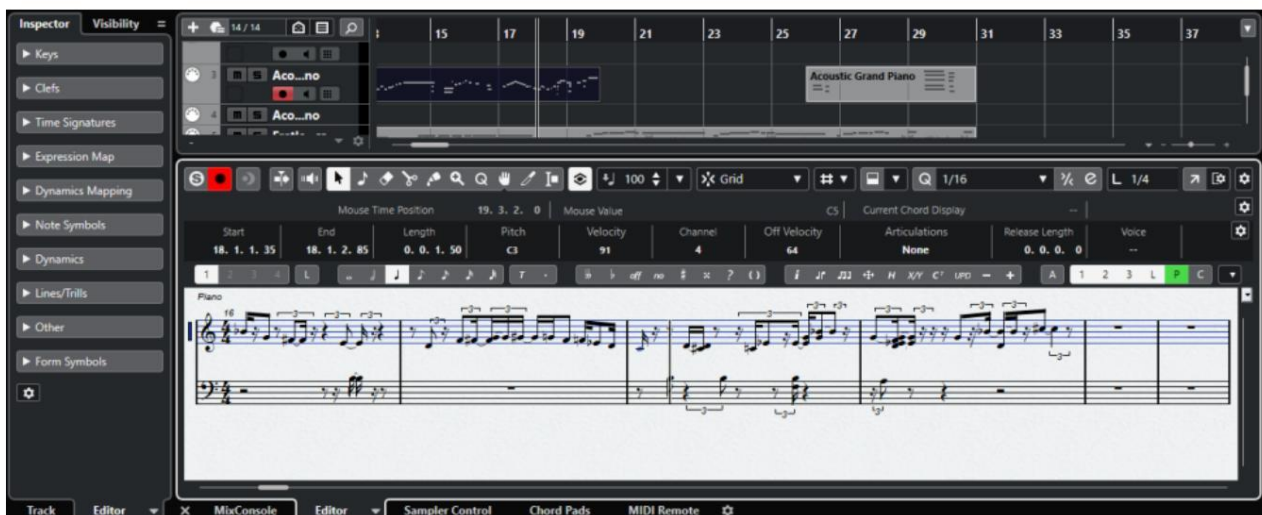 Inspector Visibility
14 / 14
15 17 19 21 23 25 27 29 31 33 35 37
Keys
3 m S Aco...no
Acoustic Grand Piano
Clefs
4 m S Aco...no
Time Signatures
Expression Map
S 100 Grid Q 1/16 L 1/4
Dynamics Mapping
Mouse Time Position 19. 3. 2. 0 Mouse Value C5 Current Chord Display --
Note Symbols
Start End Length Pitch Velocity Channel Off Velocity Articulations Release Length Voice
18. 1. 1. 35 18. 1. 2. 85 0. 0. 1. 50 C3 91 4 64 None 0. 0. 0. 0 --
Dynamics
1 2 3 4 L T off no ? ( ) i H X/Y C UPD - + A 1 2 3 L P C
Lines/Trills
Piano
16
Other
Form Symbols
Track Editor X MixConsole Editor Sampler Control Chord Pads MIDI Remote